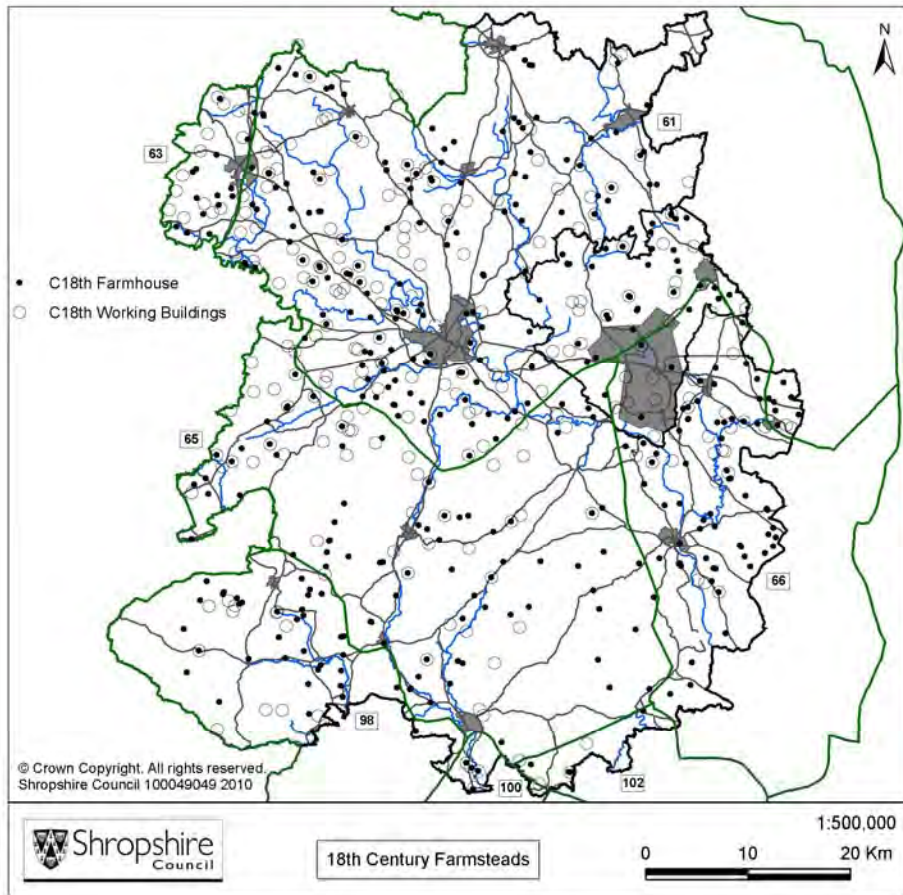 N
61
63
C18th Farmhouse
C18th Working Buildings
65
66
98
100
102
© Crown Copyright. All rights reserved.
Shropshire Council 100049049 2010
Shropshire
Council
18th Century Farmsteads
1:500,000
0 10 20 Km